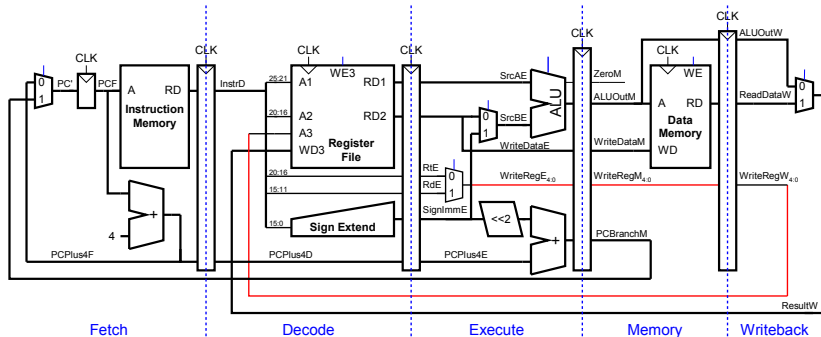 CLK
CLK
CLK
CLK
ALUOutW
CLK
CLK
CLK
0
1
PC'
PCF
A
RD
Instruction
Memory
InstrD
25:21
20:16
A1
A2
A3
WD3
WE3
RD1
RD2
Register
File
SrcAE
0
1
SrcBE
ALU
ZeroM
ALUOutM
A
RD
WE
Data
Memory
WD
ReadDataW
0
1
WriteDataE
WriteDataM
20:16
15:11
RtE
RdE
0
1
WriteRegE4:0
WriteRegM4:0
WriteRegW4:0
15:0
Sign Extend
SignImmE
<<2
+
4
+
PCBranchM
PCPlus4F
PCPlus4D
PCPlus4E
ResultW
Fetch
Decode
Execute
Memory
Writeback